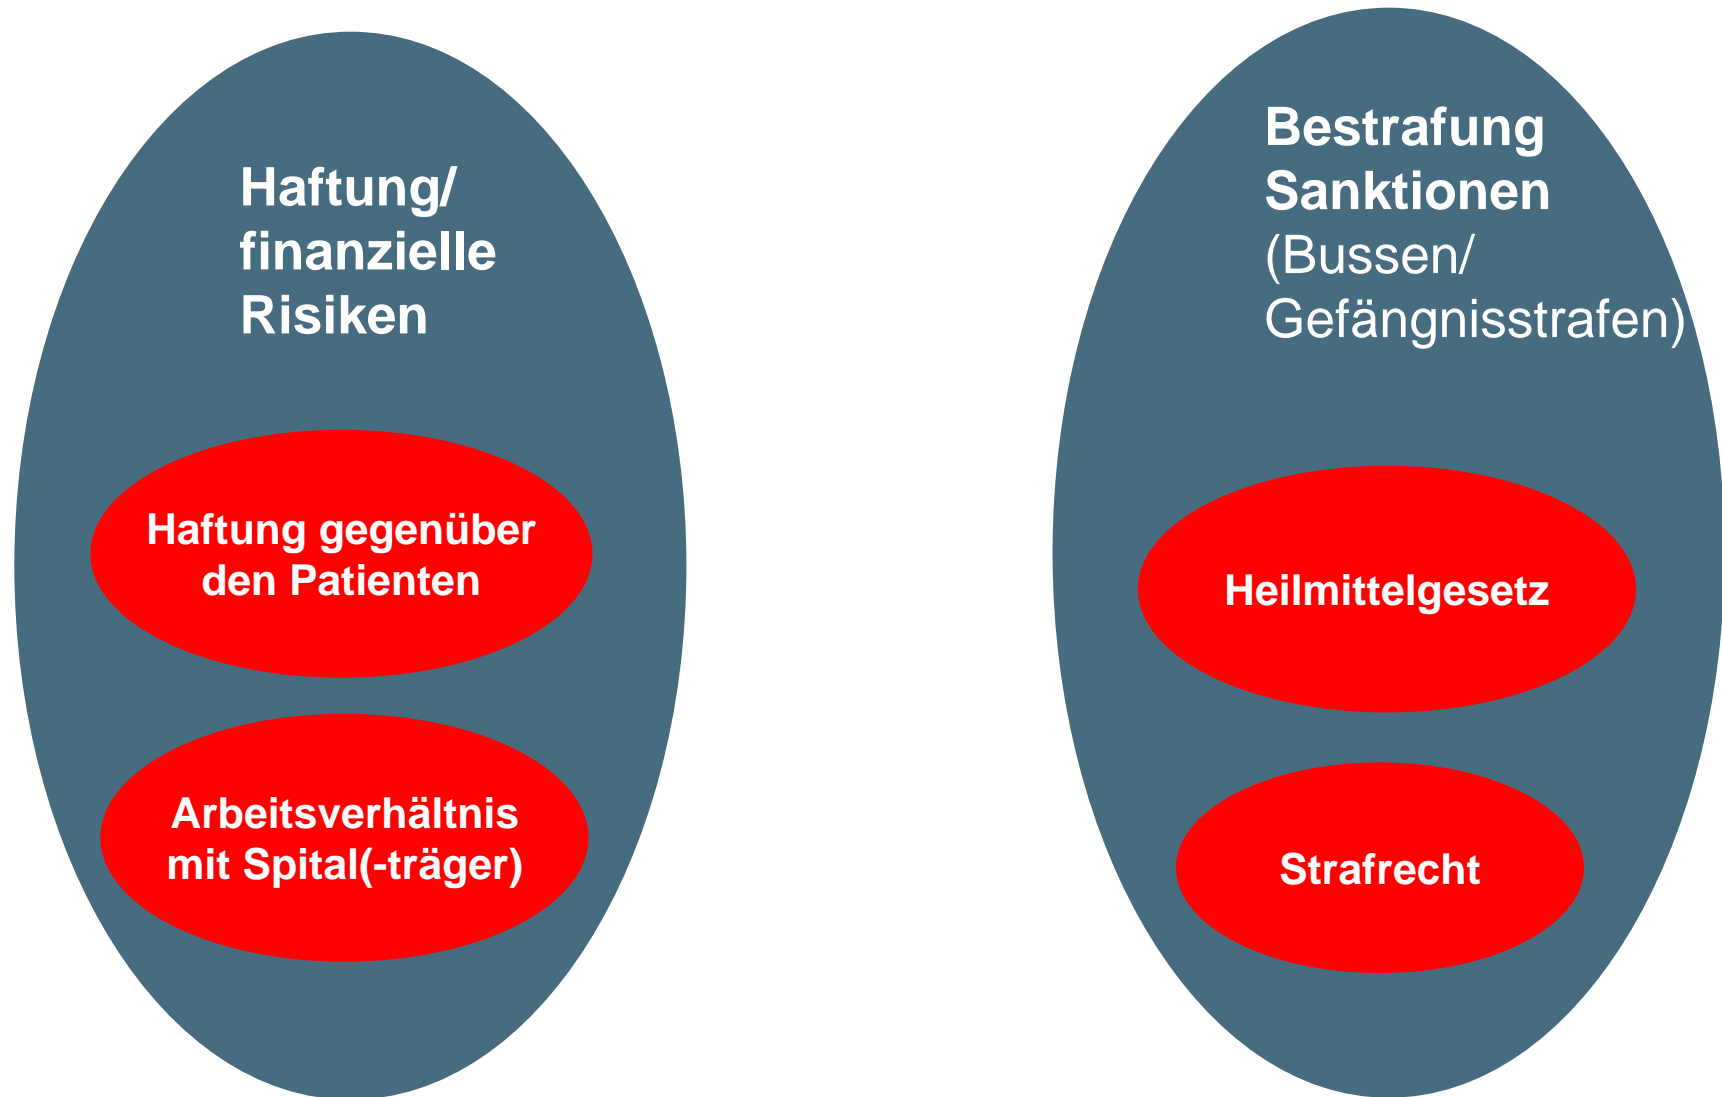 Haftung/
finanzielle
Risiken
Haftung gegenüber
den Patienten
Arbeitsverhältnis
mit Spital(-träger)
Bestrafung
Sanktionen
(Bussen/
Gefängnisstrafen)
Heilmittelgesetz
Strafrecht